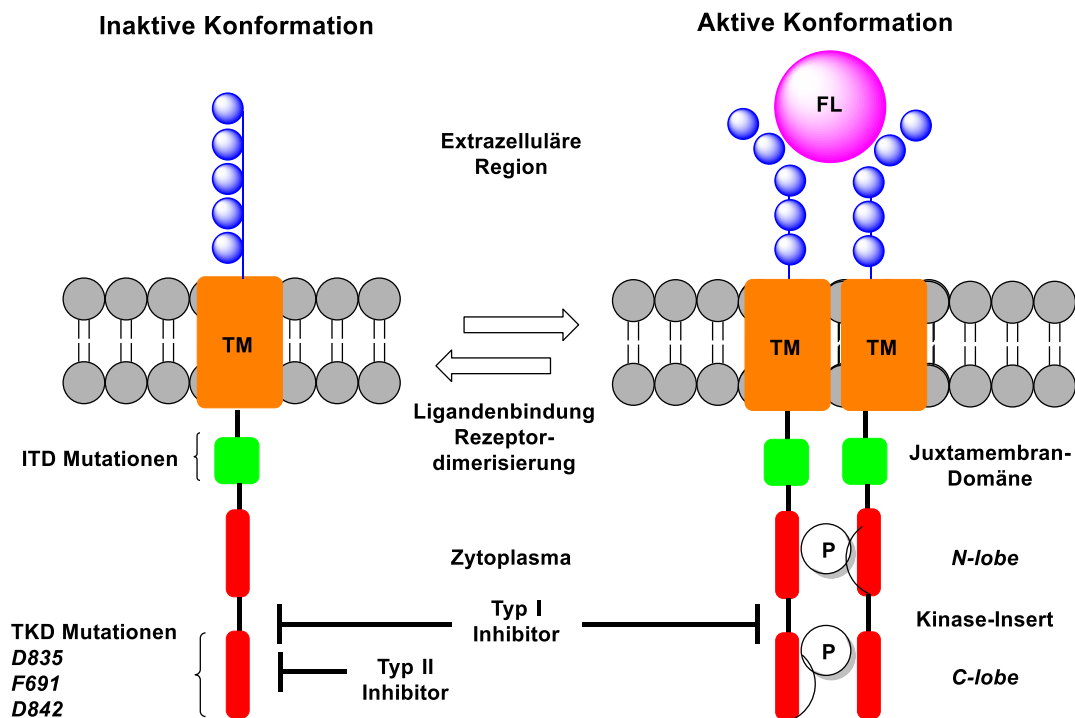 Inaktive Konformation
Aktive Konformation
FL
Extrazelluläre
Region
TM
TM
TM
Ligandenbindung
Rezeptor-
dimerisierung
ITD Mutationen
Juxtamembran-
Domäne
Zytoplasma
P
N-lobe
Typ I
Inhibitor
Kinase-Insert
TKD Mutationen
D835
F691
D842
Typ II
Inhibitor
P
C-lobe